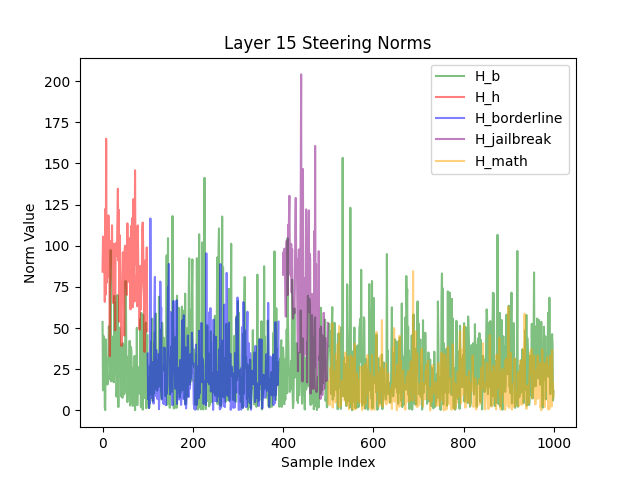 Layer 15 Steering Norms
H_b
H_h
H_borderline
H_jailbreak
H_math
Norm Value
200
175
150
125
100
75
50
25
0
0 200 400 600 800 1000
Sample Index